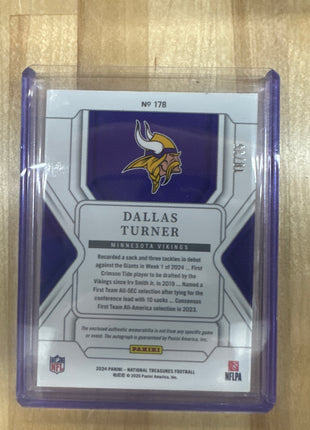 № 178
DALLAS
TURNER
MINNESOTA VIKINGS
Recorded a sack and three tackles in debut
against the Giants in Week 1 of 2024 ... First
Crimson Tide player to be drafted by the
Vikings since Irv Smith Jr. in 2019 ... Named a
First Team All-SEC selection after tying for the
conference lead with 10 sacks ... Consensus
First Team All-America selection in 2023.
The enclosed authentic memorabilia is not from any specific game
or event. The autograph is guaranteed by Panini America, Inc.
PANINI
NFL
NFLPA
2024 PANINI - NATIONAL TREASURES FOOTBALL
© 2025 Panini America, Inc.